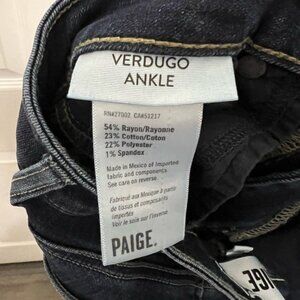 VERDUGO
ANKLE
RN#27002 CA#51217
54% Rayon/Rayonne
23% Cotton/Coton
22% Polyester
1% Spandex
Made in Mexico of Imported
fabric and components.
See care on reverse.
Fabriqué aux Mexique à partir
de tissus et composants
importés
Voir le soin sur l'inverse.
PAIGE.
IGE